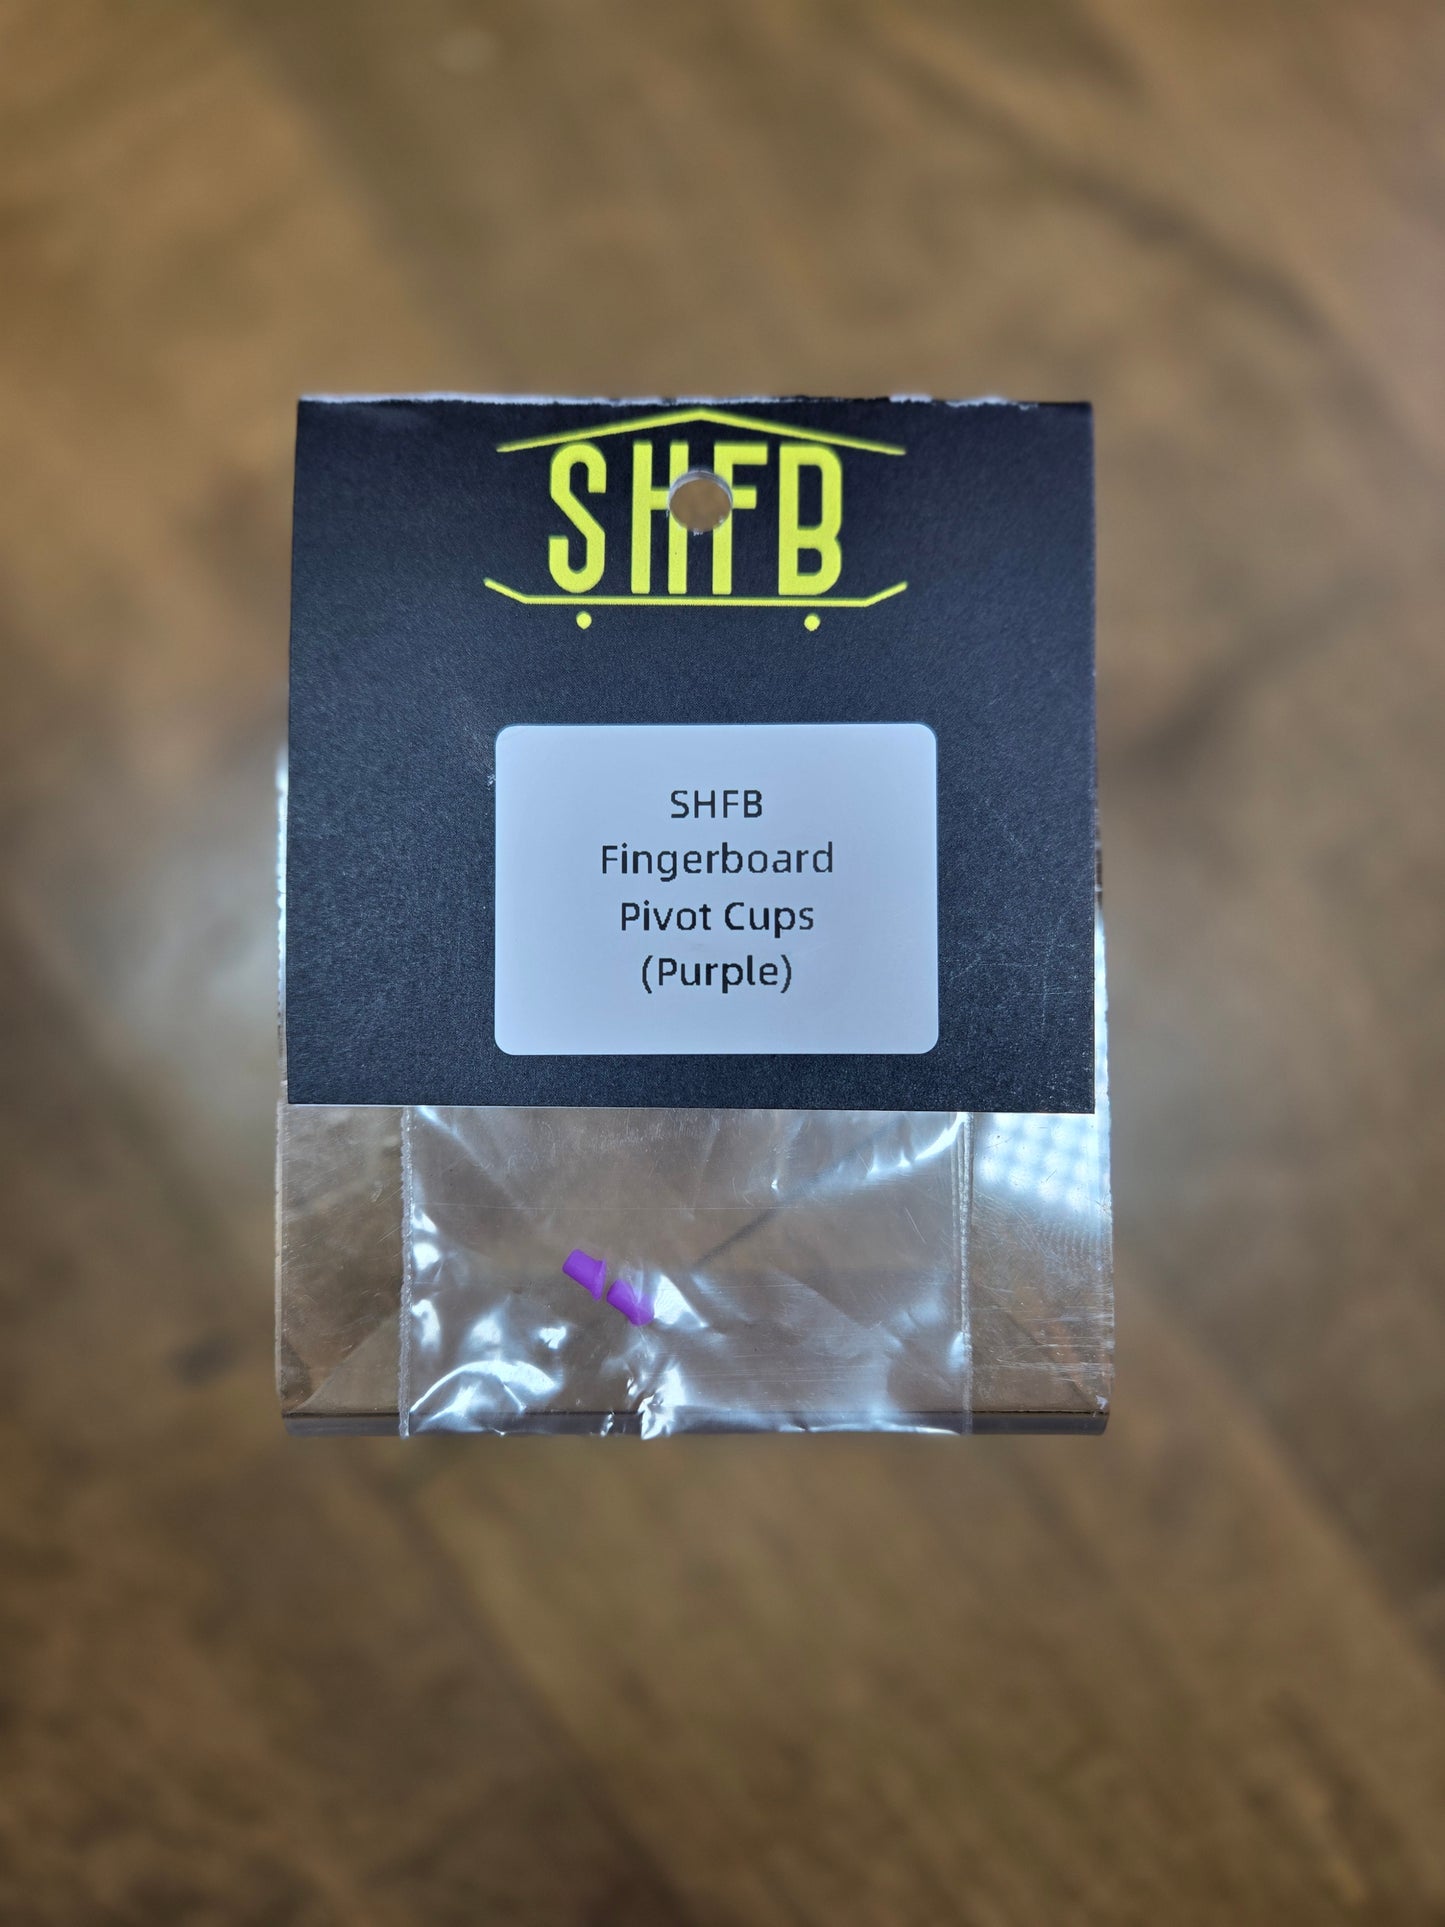 SHFB
SHFB
Fingerboard
Pivot Cups
(Purple)